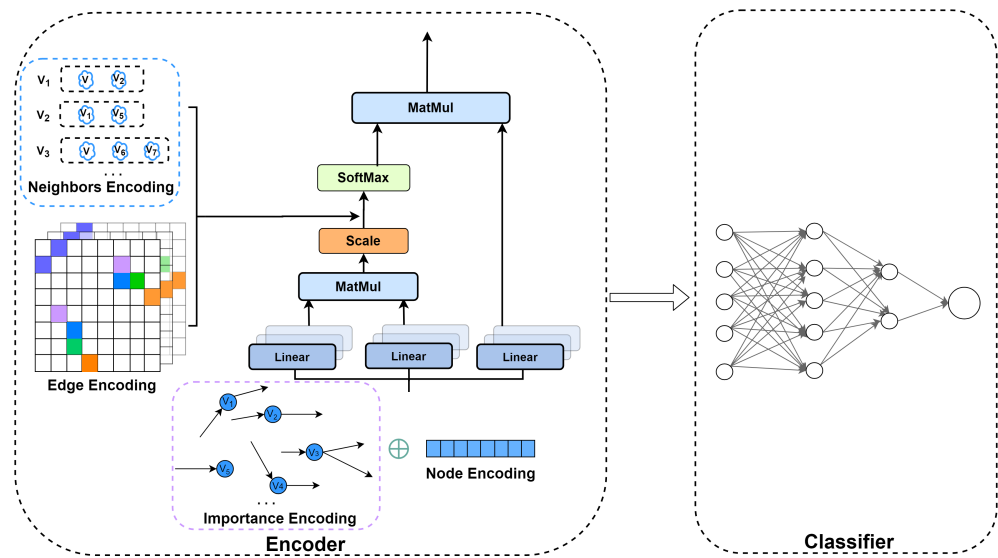 V1 V V2
V2 V1 V5
V3 V V6 V7
...
Neighbors Encoding
Edge Encoding
MatMul
SoftMax
Scale
MatMul
Linear Linear Linear
V1
V2
V3
V5
V4
...
Importance Encoding
Node Encoding
Encoder
Classifier